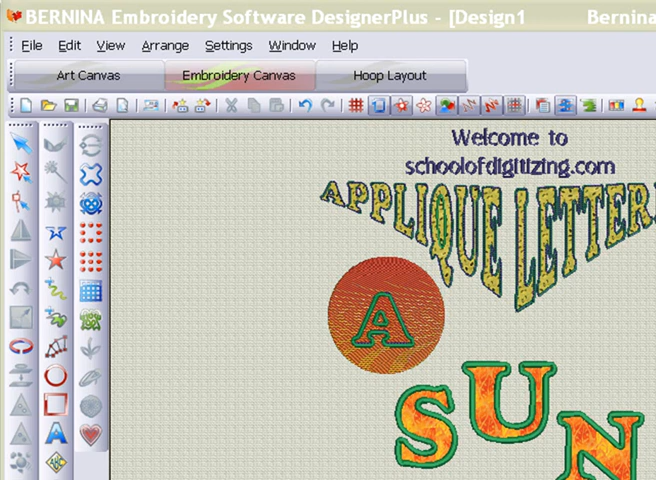 BERNINA Embroidery Software DesignerPlus - [Design1 Bernina
File Edit View Arrange Settings Window Help
Art Canvas Embroidery Canvas Hoop Layout
Welcome to
schoolofdigitizing.com
APPLIQUE LETTER
A
SUN